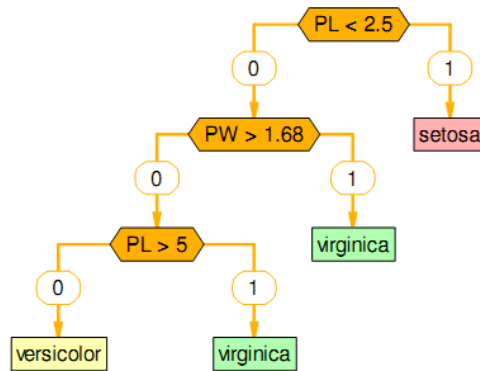 PL < 2.5
0
1
PW > 1.68
setosa
0
1
PL > 5
virginica
0
1
versicolor
virginica